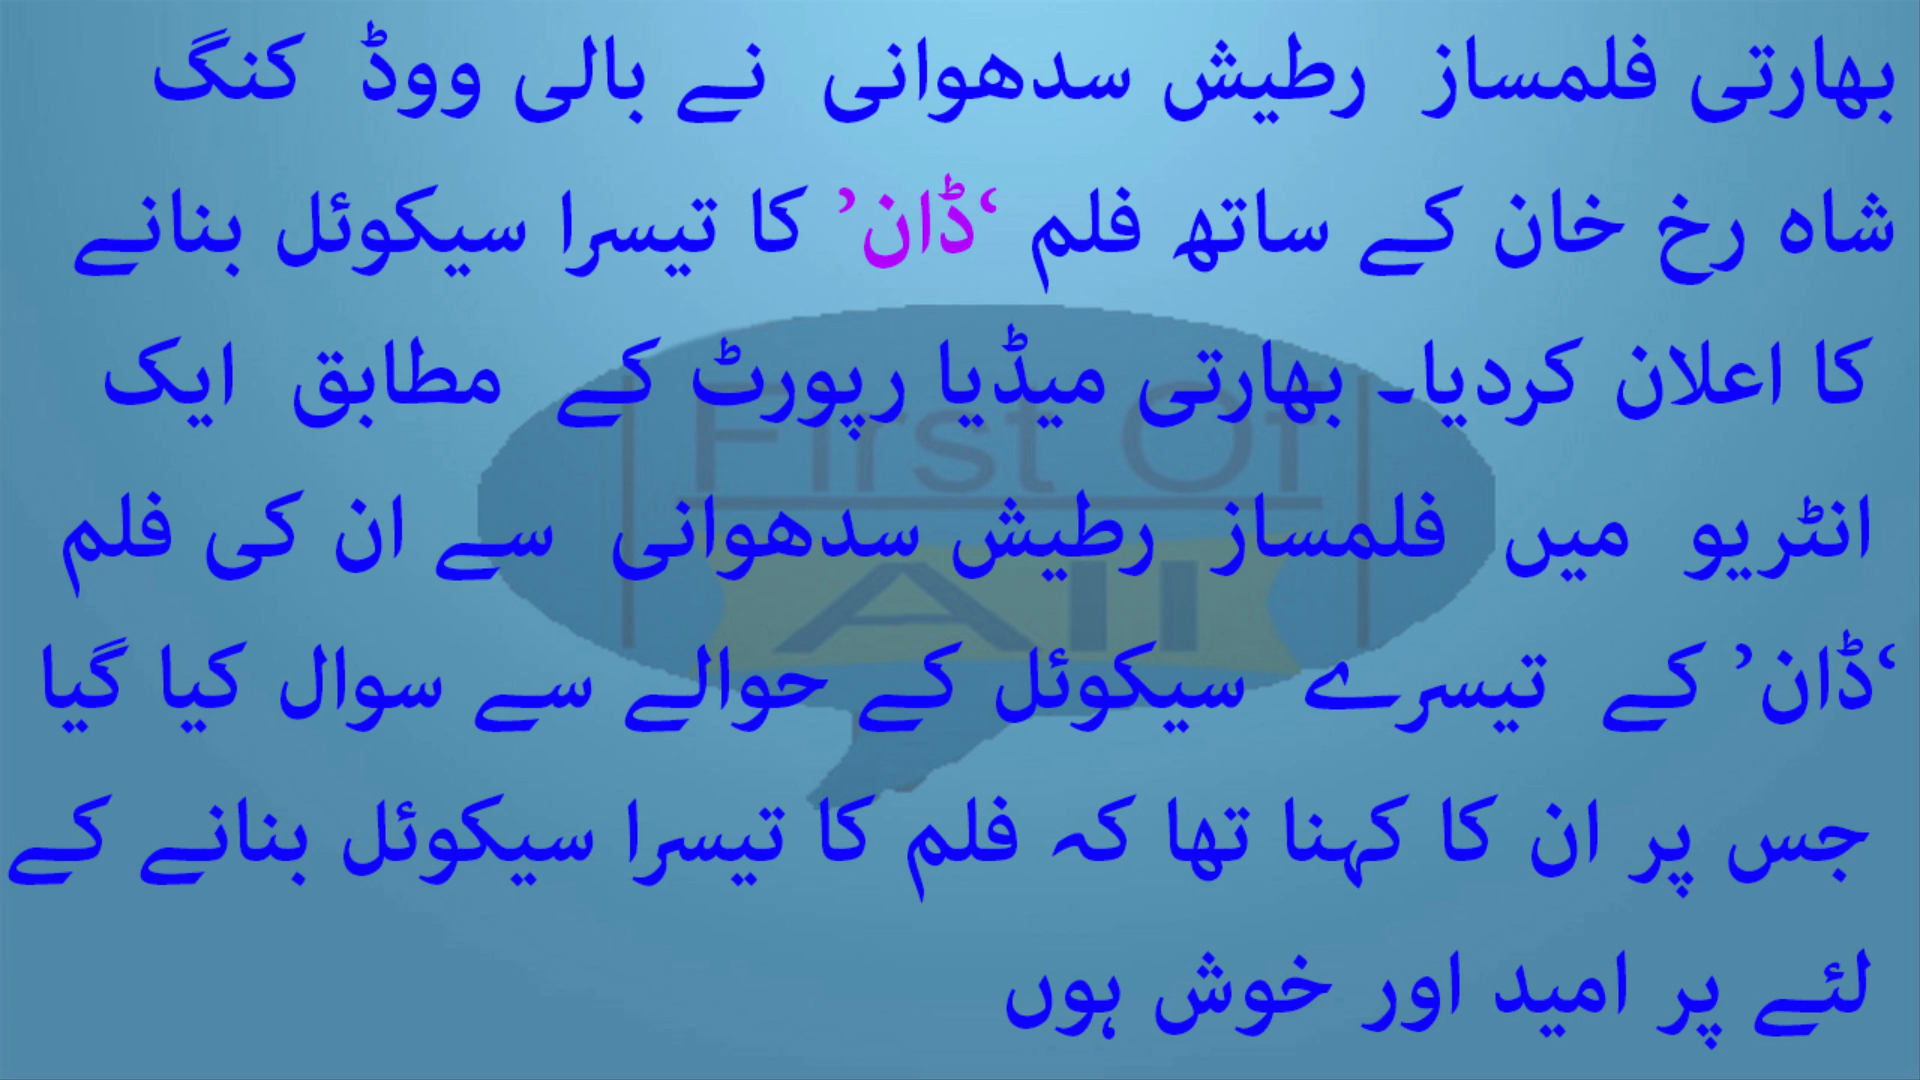 بھارتی فلمساز رطیش سدھوانی نے بالی ووڈ کنگ
شاہ رخ خان کے ساتھ فلم ‘ڈان’ کا تیسرا سیکوئل بنانے
کا اعلان کردیا۔ بھارتی میڈیا رپورٹ کے مطابق ایک
انٹریو میں فلمساز رطیش سدھوانی سے ان کی فلم
‘ڈان’ کے تیسرے سیکوئل کے حوالے سے سوال کیا گیا
جس پر ان کا کہنا تھا کہ فلم کا تیسرا سیکوئل بنانے کے
لئے پر امید اور خوش ہوں
First Of
All